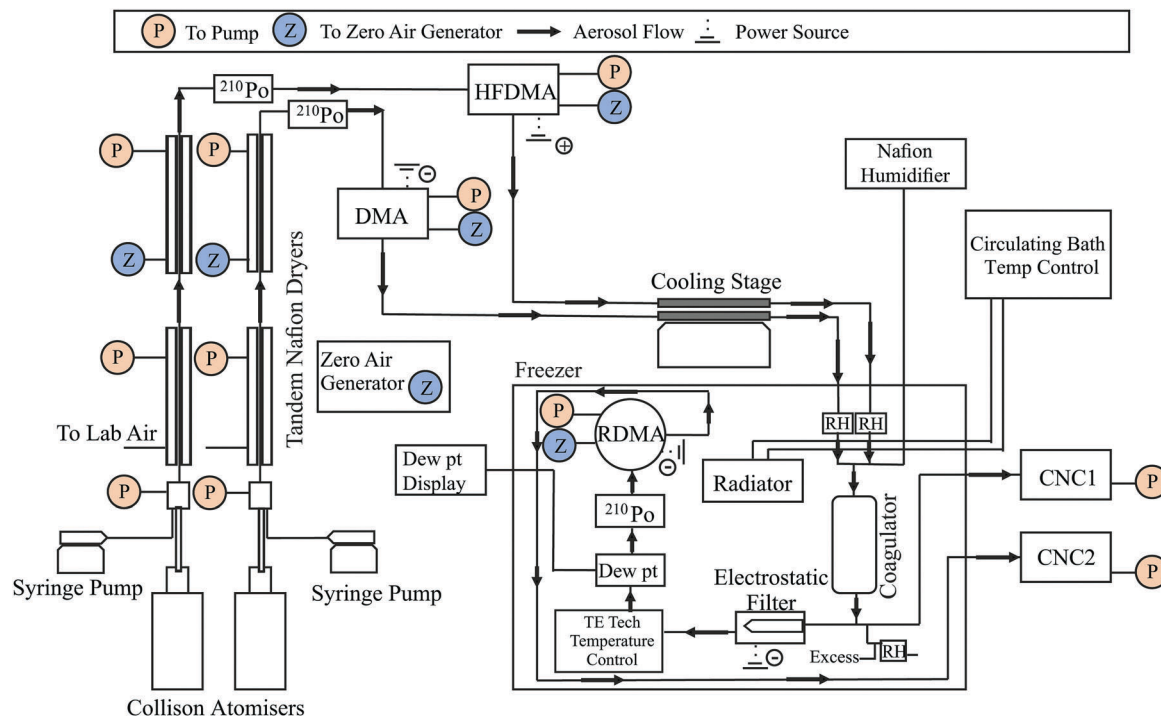 P To Pump Z To Zero Air Generator Aerosol Flow Power Source
210Po
210Po
HFDMA
P
Z
+
P
P
Z
Z
−
DMA
P
Z
Nafion
Humidifier
Circulating Bath
Temp Control
Cooling Stage
Tandem Nafion Dryers
P
P
To Lab Air
Zero Air
Generator Z
Freezer
P
Z
RDMA
−
RH RH
Dew pt
Display
Radiator
210Po
Dew pt
TE Tech
Temperature
Control
Electrostatic
Filter
−
Coagulator
Excess
RH
CNC1
P
CNC2
P
P
P
Syringe Pump
Syringe Pump
Collison Atomisers